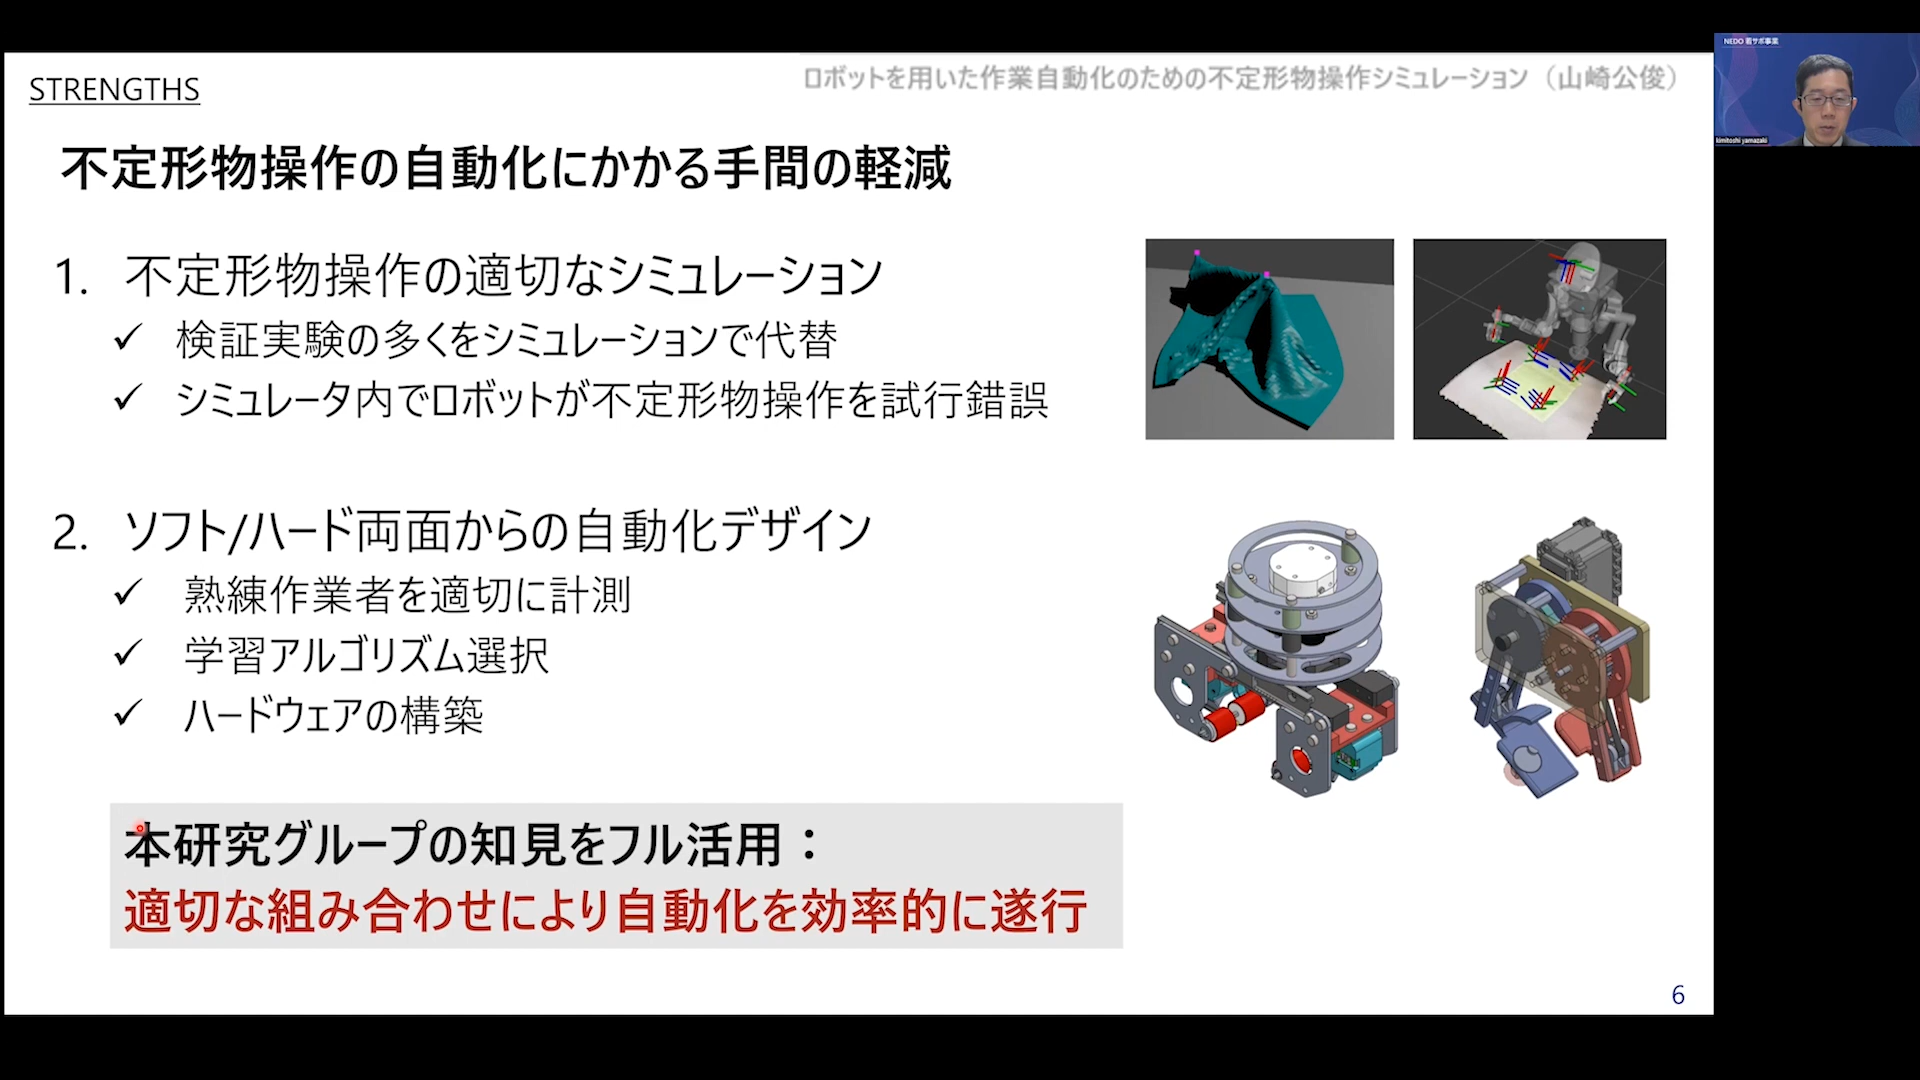 STRENGTHS
ロボットを用いた作業自動化のための不定形物操作シミュレーション（山崎公俊）
不定形物操作の自動化にかかる手間の軽減
1. 不定形物操作の適切なシミュレーション
✓ 検証実験の多くをシミュレーションで代替
✓ シミュレータ内でロボットが不定形物操作を試行錯誤
2. ソフト/ハード両面からの自動化デザイン
✓ 熟練作業者を適切に計測
✓ 学習アルゴリズム選択
✓ ハードウェアの構築
本研究グループの知見をフル活用：
適切な組み合わせにより自動化を効率的に遂行
6
NEDO 若サポ事業
kimitoshi yamazaki